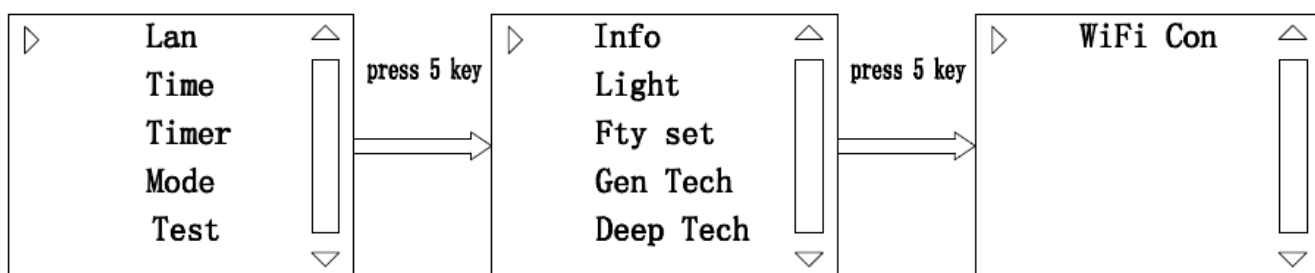 Lan
Time
Timer
Mode
Test
press 5 key
Info
Light
Fty set
Gen Tech
Deep Tech
press 5 key
WiFi Con